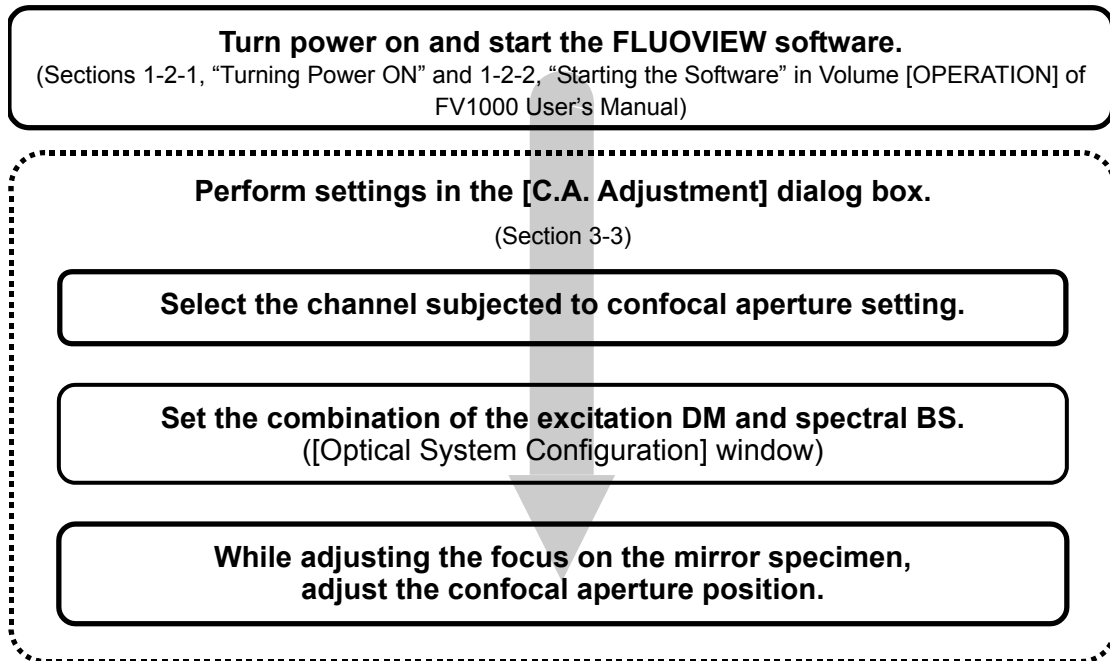 Turn power on and start the FLUOVIEW software.
(Sections 1-2-1, “Turning Power ON” and 1-2-2, “Starting the Software” in Volume [OPERATION] of
FV1000 User’s Manual)
Perform settings in the [C.A. Adjustment] dialog box.
(Section 3-3)
Select the channel subjected to confocal aperture setting.
Set the combination of the excitation DM and spectral BS.
([Optical System Configuration] window)
While adjusting the focus on the mirror specimen,
adjust the confocal aperture position.